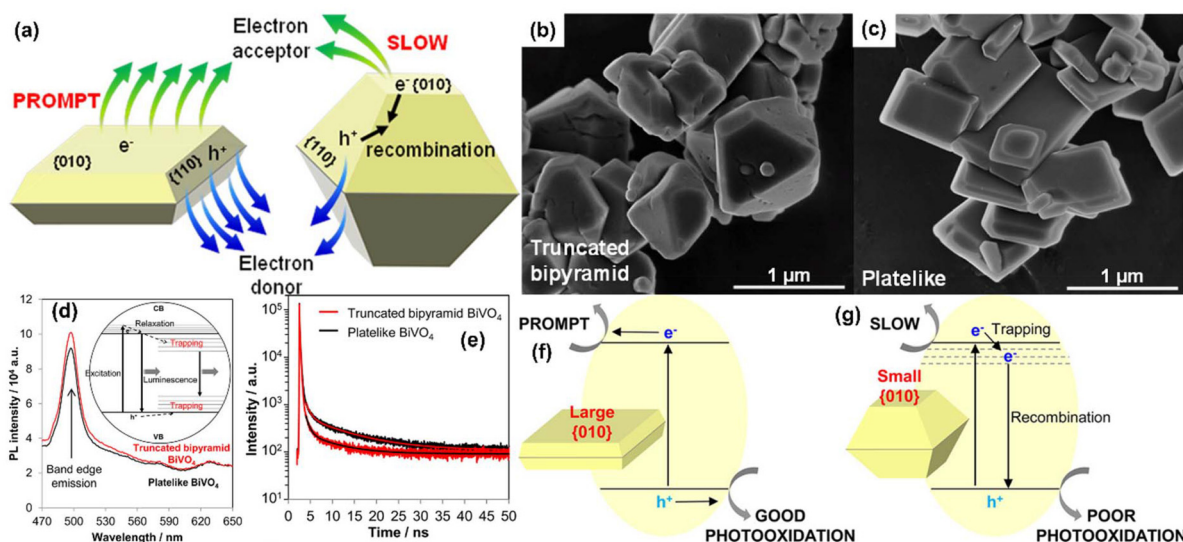 (a)
Electron
acceptor
SLOW
PROMPT
e⁻ {010}
{010}
e⁻
{110}
h⁺
{110}
h⁺
recombination
Electron
donor
(b)
Truncated
bipyramid
1 µm
(c)
Platelike
1 µm
(d)
PL intensity / 10⁴ a.u.
12
10
8
6
4
2
0
470 500 530 560 590 620 650
Wavelength / nm
CB
Relaxation
Trapping
Excitation
Luminescence
Trapping
h⁺
VB
Truncated bipyramid
BiVO₄
Band edge
emission
Platelike BiVO₄
(e)
Truncated bipyramid BiVO₄
Platelike BiVO₄
Intensity / a.u.
10⁵
10⁴
10³
10²
10¹
0 5 10 15 20 25 30 35 40 45 50
Time / ns
(f)
PROMPT
e⁻
Large
{010}
h⁺
GOOD
PHOTOOXIDATION
(g)
SLOW
e⁻
Trapping
e⁻
Small
{010}
Recombination
h⁺
POOR
PHOTOOXIDATION